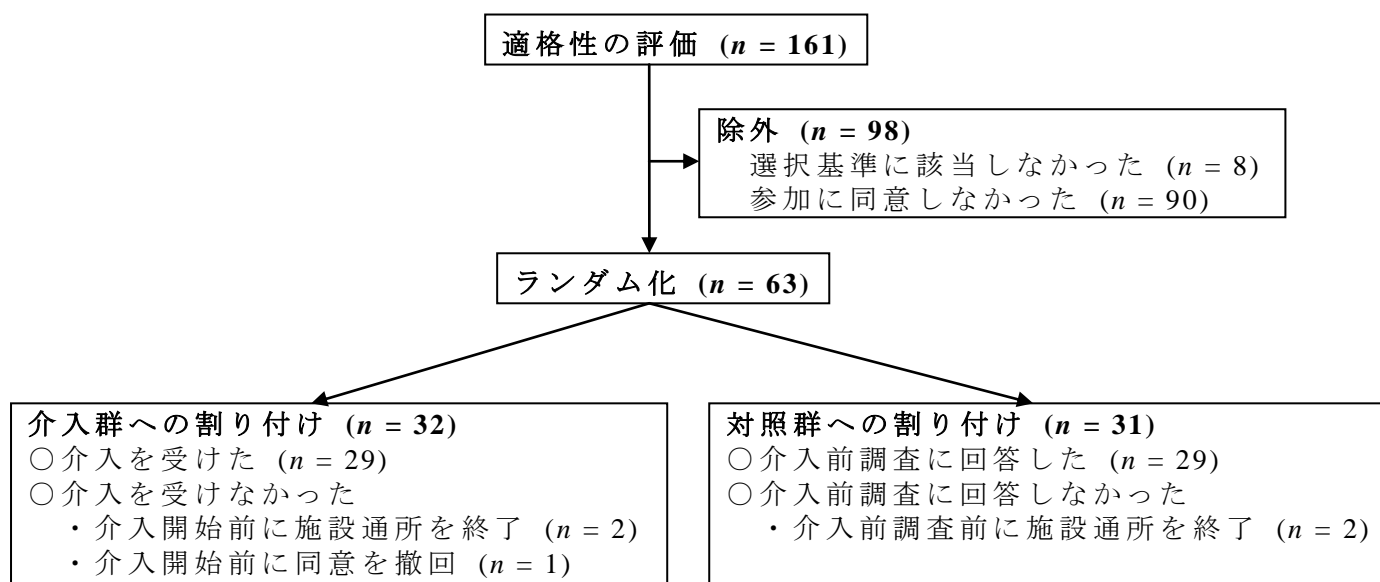 適格性の評価 (n = 161)
除外 (n = 98)
選択基準に該当しなかった (n = 8)
参加に同意しなかった (n = 90)
ランダム化 (n = 63)
介入群への割り付け (n = 32)
○介入を受けた (n = 29)
○介入を受けなかった
・介入開始前に施設通所を終了 (n = 2)
・介入開始前に同意を撤回 (n = 1)
対照群への割り付け (n = 31)
○介入前調査に回答した (n = 29)
○介入前調査に回答しなかった
・介入前調査前に施設通所を終了 (n = 2)